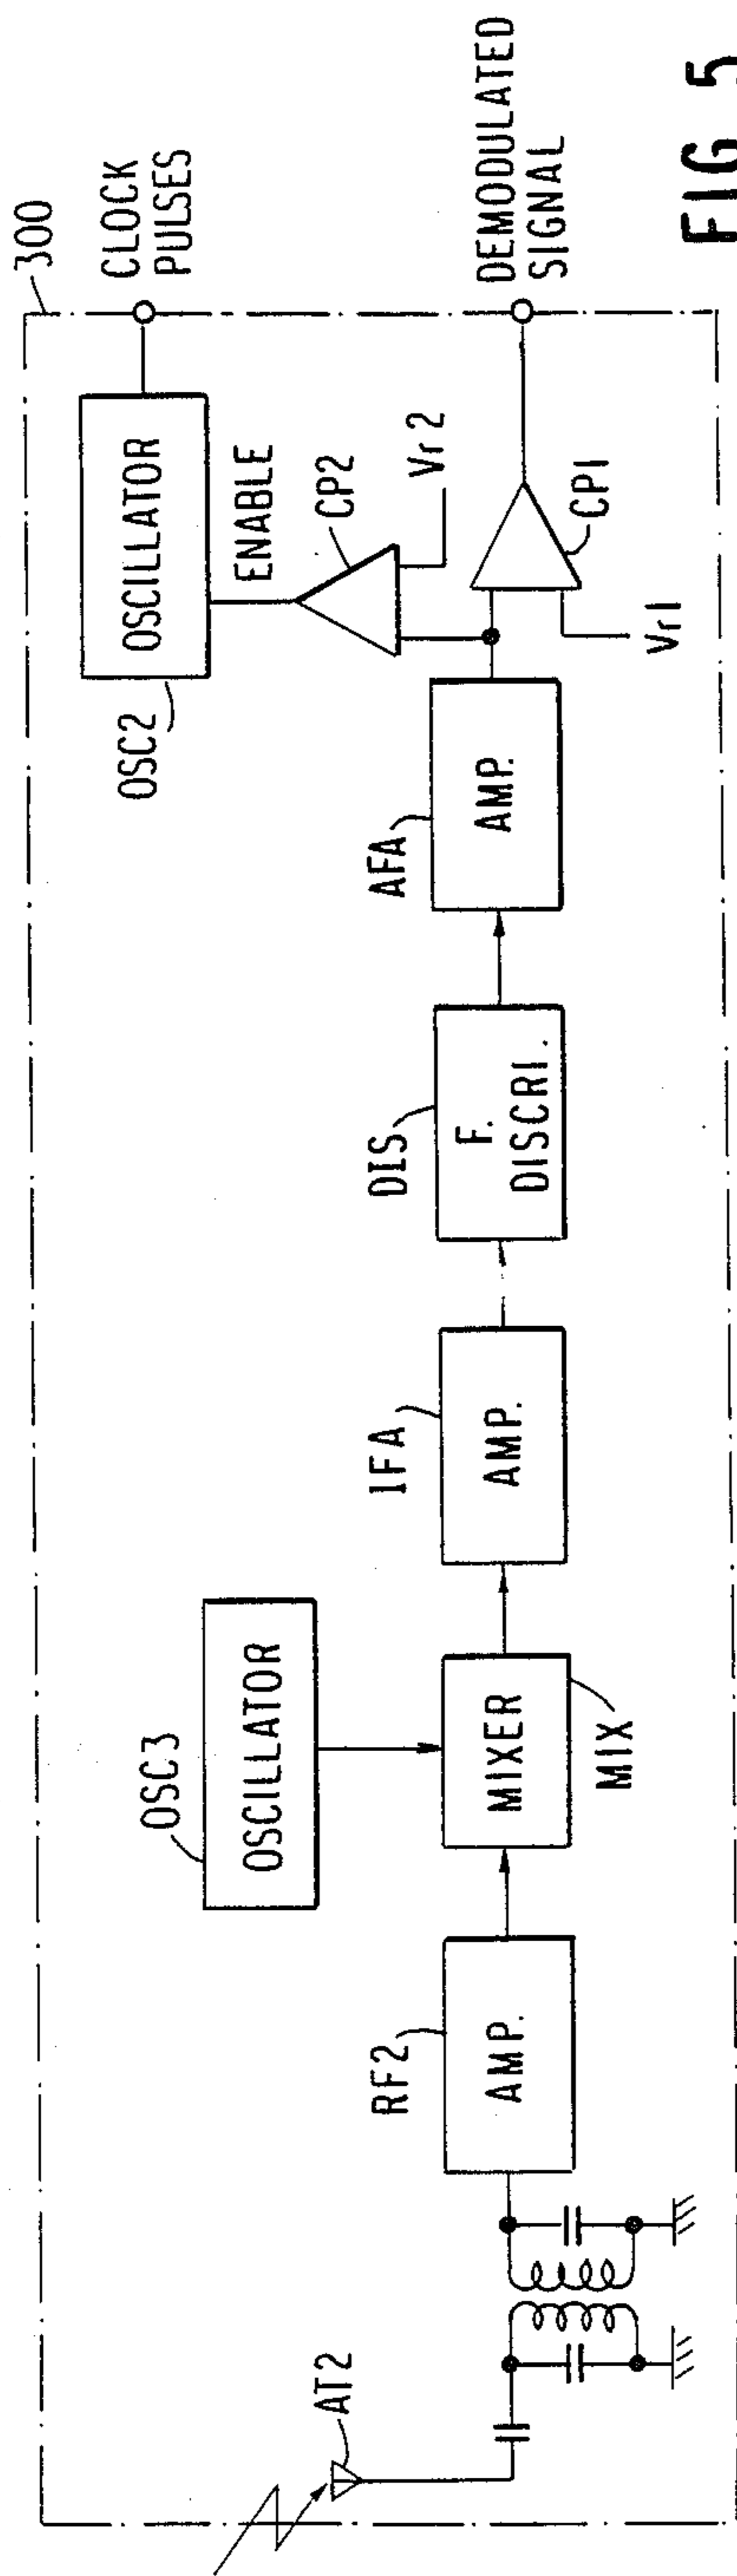 300
CLOCK
PULSES
OSCILLATOR
OSC2
ENABLE
CP2
Vr2
DEMODULATED
SIGNAL
CP1
Vr1
AFA
AMP.
DIS
F.
DISCRI.
IFA
AMP.
OSC3
OSCILLATOR
MIXER
MIX
RF2
AMP.
AT2
FIG 5